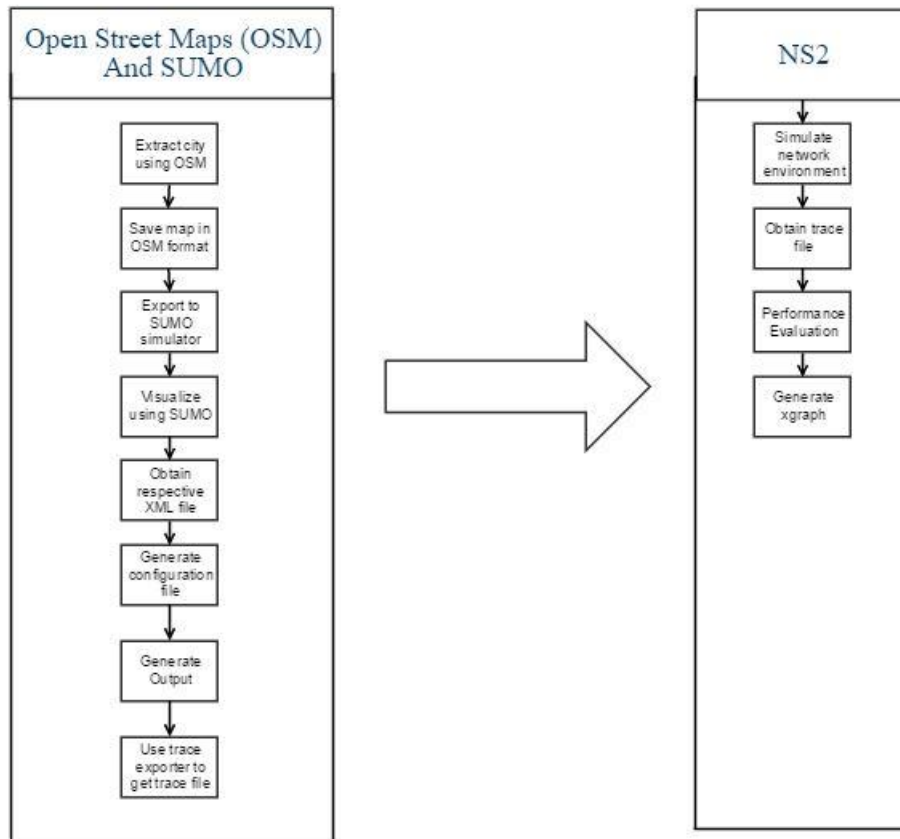 Open Street Maps (OSM)
And SUMO
Extract city
using OSM
Save map in
OSM format
Export to
SUMO
simulator
Visualize
using SUMO
Obtain
respective
XML file
Generate
configuration
file
Generate
Output
Use trace
exporter to
get trace file
NS2
Simulate
network
environment
Obtain trace
file
Performance
Evaluation
Generate
xgraph